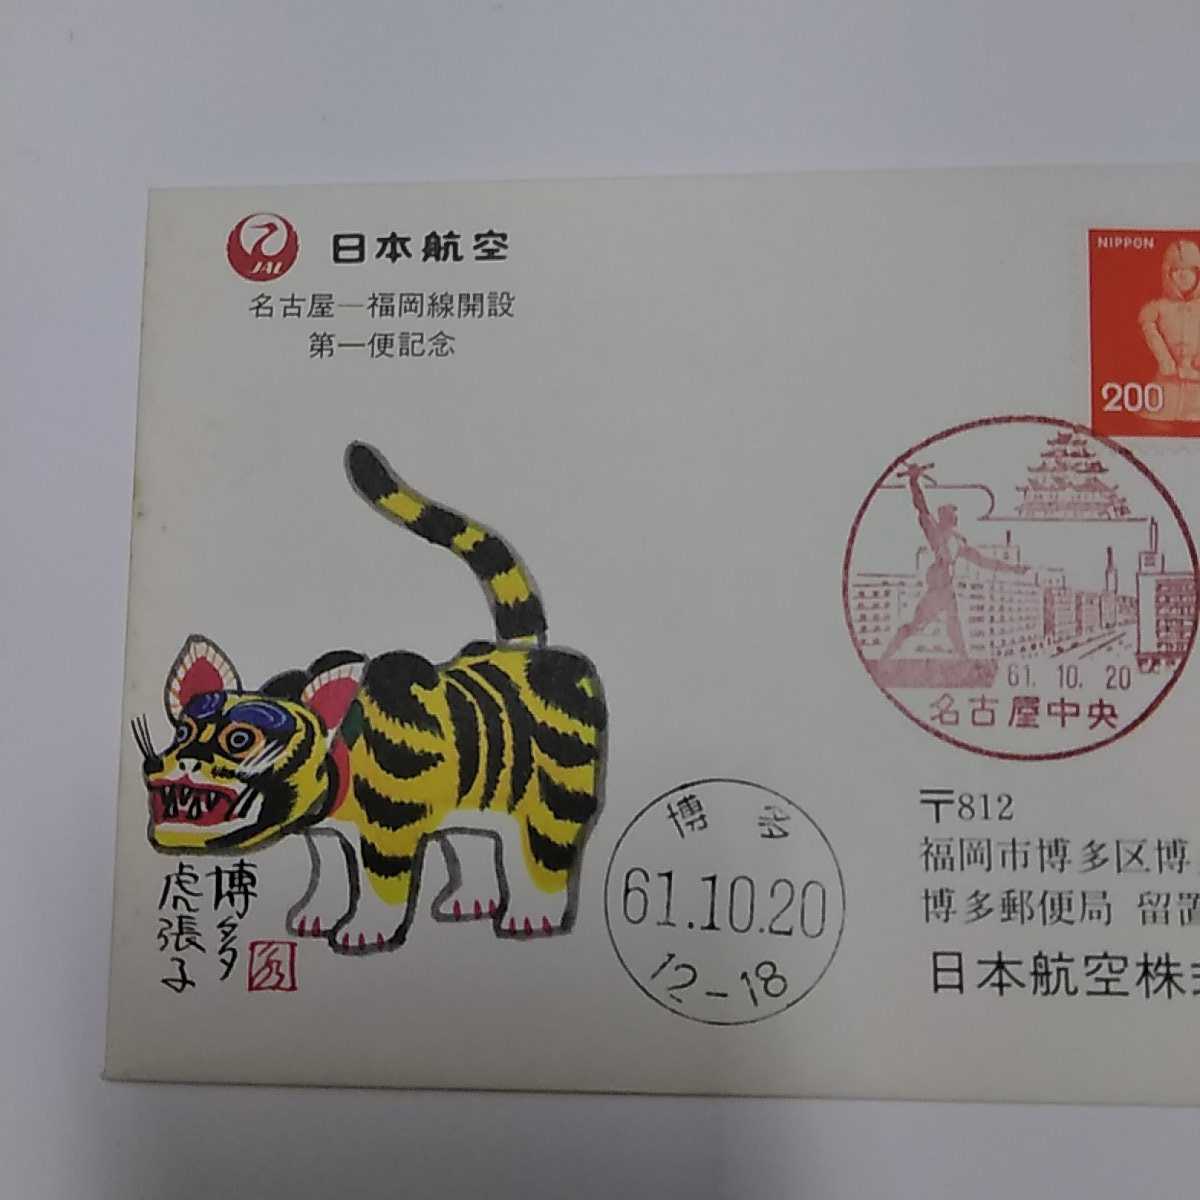 JAL 日本航空
名古屋―福岡線開設
第一便記念
NIPPON
200
61.10.20
名古屋中央
博多
61.10.20
12-18
〒812
福岡市博多区博
博多郵便局 留置
日本航空株式
博多
虎張子